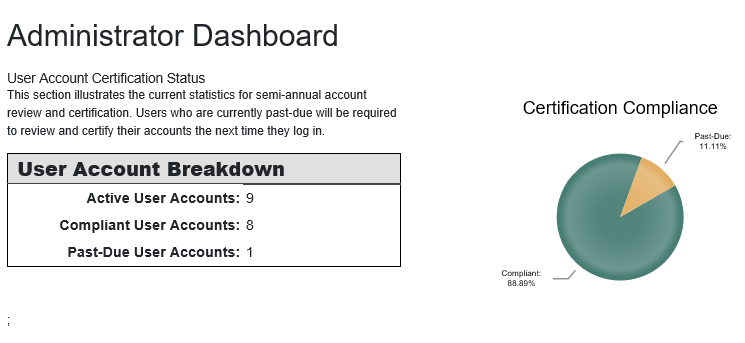 Administrator Dashboard
User Account Certification Status
This section illustrates the current statistics for semi-annual account
review and certification. Users who are currently past-due will be required
to review and certify their accounts the next time they log in.
User Account Breakdown
Active User Accounts: 9
Compliant User Accounts: 8
Past-Due User Accounts: 1
;
Certification Compliance
Past-Due:
11.11%
Compliant:
88.89%